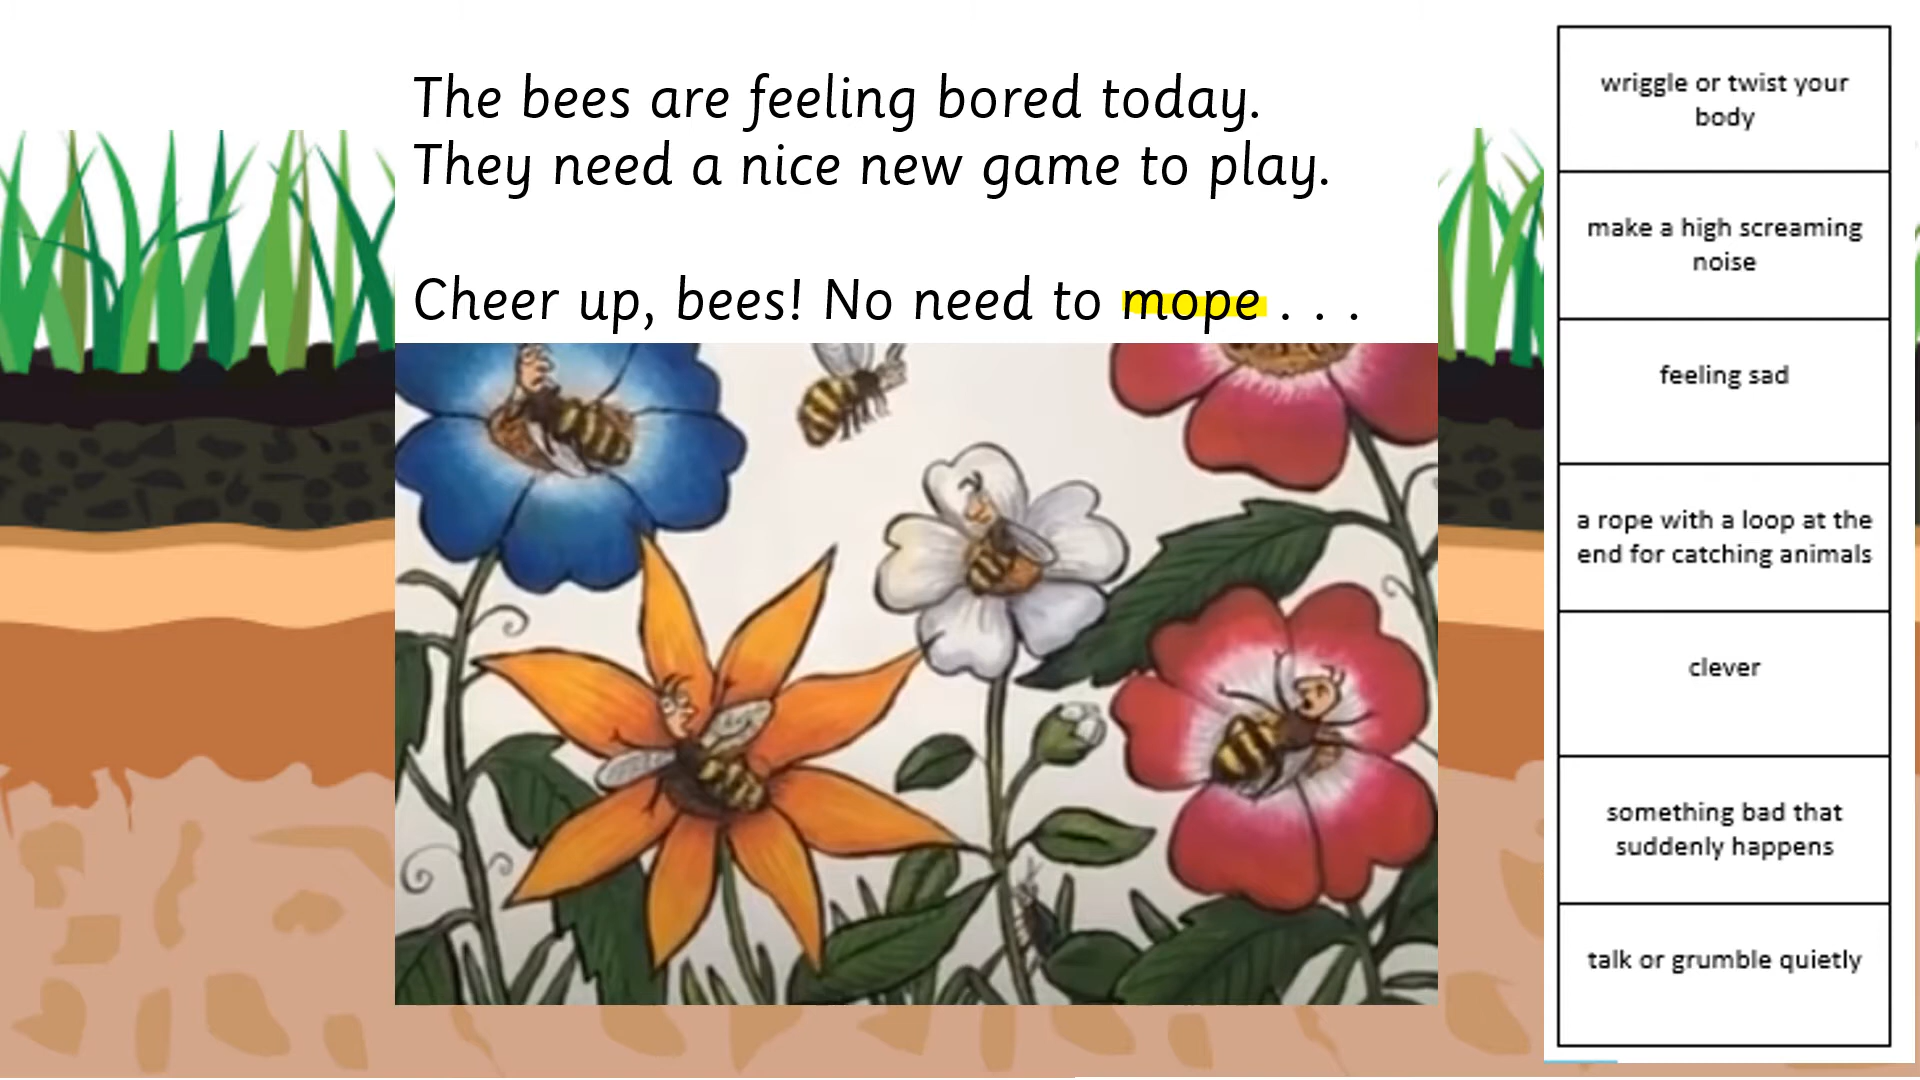 The bees are feeling bored today.
They need a nice new game to play.
Cheer up, bees! No need to mope . . .
wriggle or twist your
body
make a high screaming
noise
feeling sad
a rope with a loop at the
end for catching animals
clever
something bad that
suddenly happens
talk or grumble quietly